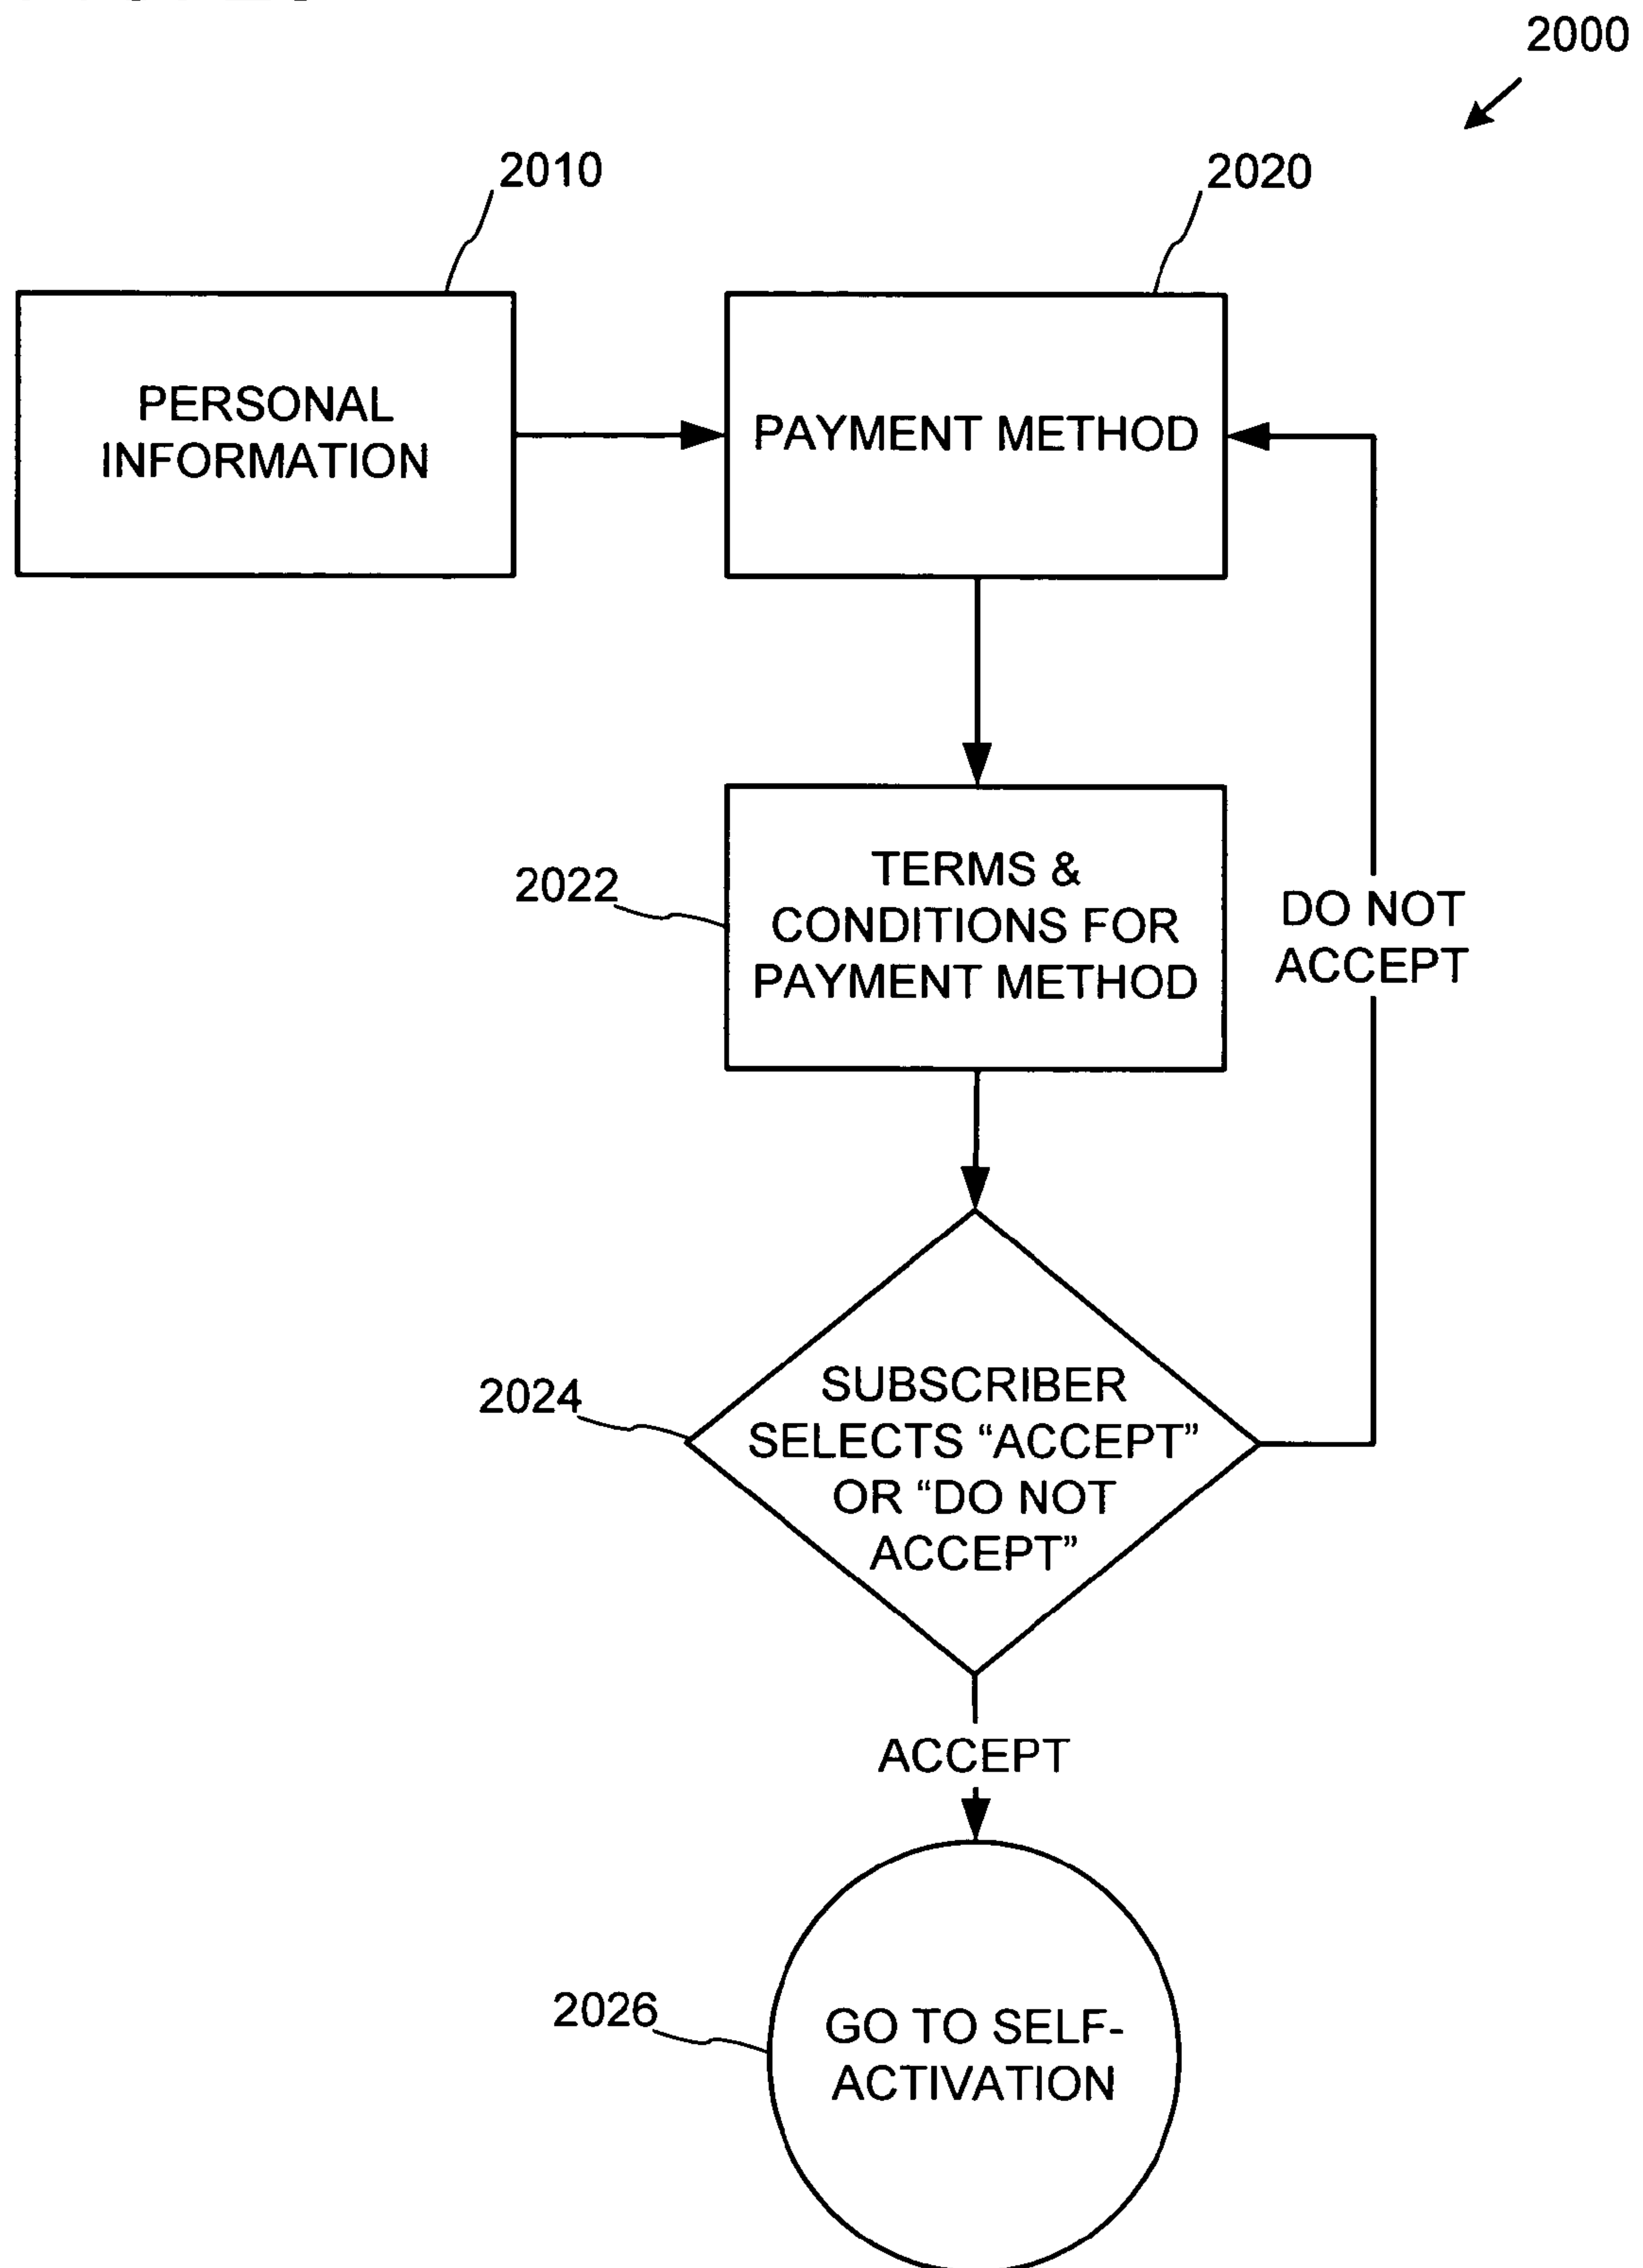 2000
2010
2020
PERSONAL
INFORMATION
PAYMENT METHOD
2022
TERMS &
CONDITIONS FOR
PAYMENT METHOD
DO NOT
ACCEPT
2024
SUBSCRIBER
SELECTS “ACCEPT”
OR “DO NOT
ACCEPT”
ACCEPT
2026
GO TO SELF-
ACTIVATION